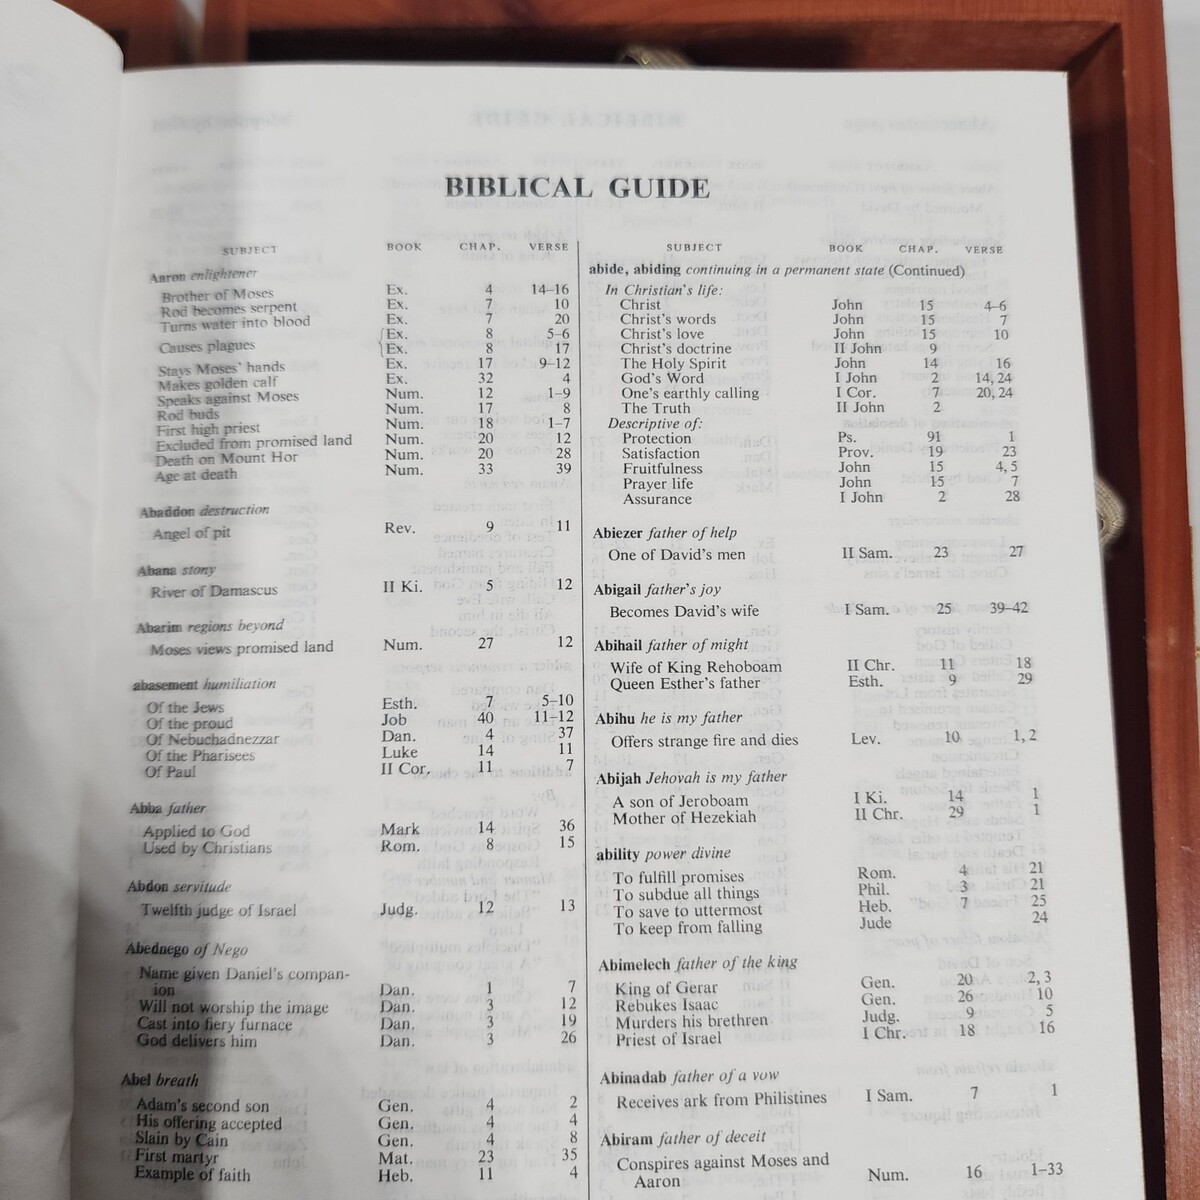 BIBLICAL GUIDE
SUBJECT BOOK CHAP. VERSE
Aaron enlightener
Brother of Moses Ex. 4 14–16
Rod becomes serpent Ex. 7 10
Turns water into blood Ex. 7 20
Causes plagues {Ex. 8 5–6
{Ex. 8 17
Stays Moses' hands Ex. 17 9–12
Makes golden calf Ex. 32 4
Speaks against Moses Num. 12 1–9
Rod buds Num. 17 8
First high priest Num. 18 1–7
Excluded from promised land Num. 20 12
Death on Mount Hor Num. 20 28
Age at death Num. 33 39
Abaddon destruction
Angel of pit Rev. 9 11
Abana stony
River of Damascus II Ki. 5 12
Abarim regions beyond
Moses views promised land Num. 27 12
abasement humiliation
Of the Jews Esth. 7 5–10
Of the proud Job 40 11–12
Of Nebuchadnezzar Dan. 4 37
Of the Pharisees Luke 14 11
Of Paul II Cor. 11 7
Abba father
Applied to God Mark 14 36
Used by Christians Rom. 8 15
Abdon servitude
Twelfth judge of Israel Judg. 12 13
Abednego of Nego
Name given Daniel's compan-
ion Dan. 1 7
Will not worship the image Dan. 3 12
Cast into fiery furnace Dan. 3 19
God delivers him Dan. 3 26
Abel breath
Adam's second son Gen. 4 2
His offering accepted Gen. 4 4
Slain by Cain Gen. 4 8
First martyr Mat. 23 35
Example of faith Heb. 11 4
SUBJECT BOOK CHAP. VERSE
abide, abiding continuing in a permanent state (Continued)
In Christian's life:
Christ John 15 4–6
Christ's words John 15 7
Christ's love John 15 10
Christ's doctrine II John 9
The Holy Spirit John 14 16
God's Word I John 2 14, 24
One's earthly calling I Cor. 7 20, 24
The Truth II John 2
Descriptive of:
Protection Ps. 91 1
Satisfaction Prov. 19 23
Fruitfulness John 15 4, 5
Prayer life John 15 7
Assurance I John 2 28
Abiezer father of help
One of David's men II Sam. 23 27
Abigail father's joy
Becomes David's wife I Sam. 25 39–42
Abihail father of might
Wife of King Rehoboam II Chr. 11 18
Queen Esther's father Esth. 9 29
Abihu he is my father
Offers strange fire and dies Lev. 10 1, 2
Abijah Jehovah is my father
A son of Jeroboam I Ki. 14 1
Mother of Hezekiah II Chr. 29 1
ability power divine
To fulfill promises Rom. 4 21
To subdue all things Phil. 3 21
To save to uttermost Heb. 7 25
To keep from falling Jude 24
Abimelech father of the king
King of Gerar Gen. 20 2, 3
Rebukes Isaac Gen. 26 10
Murders his brethren Judg. 9 5
Priest of Israel I Chr. 18 16
Abinadab father of a vow
Receives ark from Philistines I Sam. 7 1
Abiram father of deceit
Conspires against Moses and
Aaron Num. 16 1–33